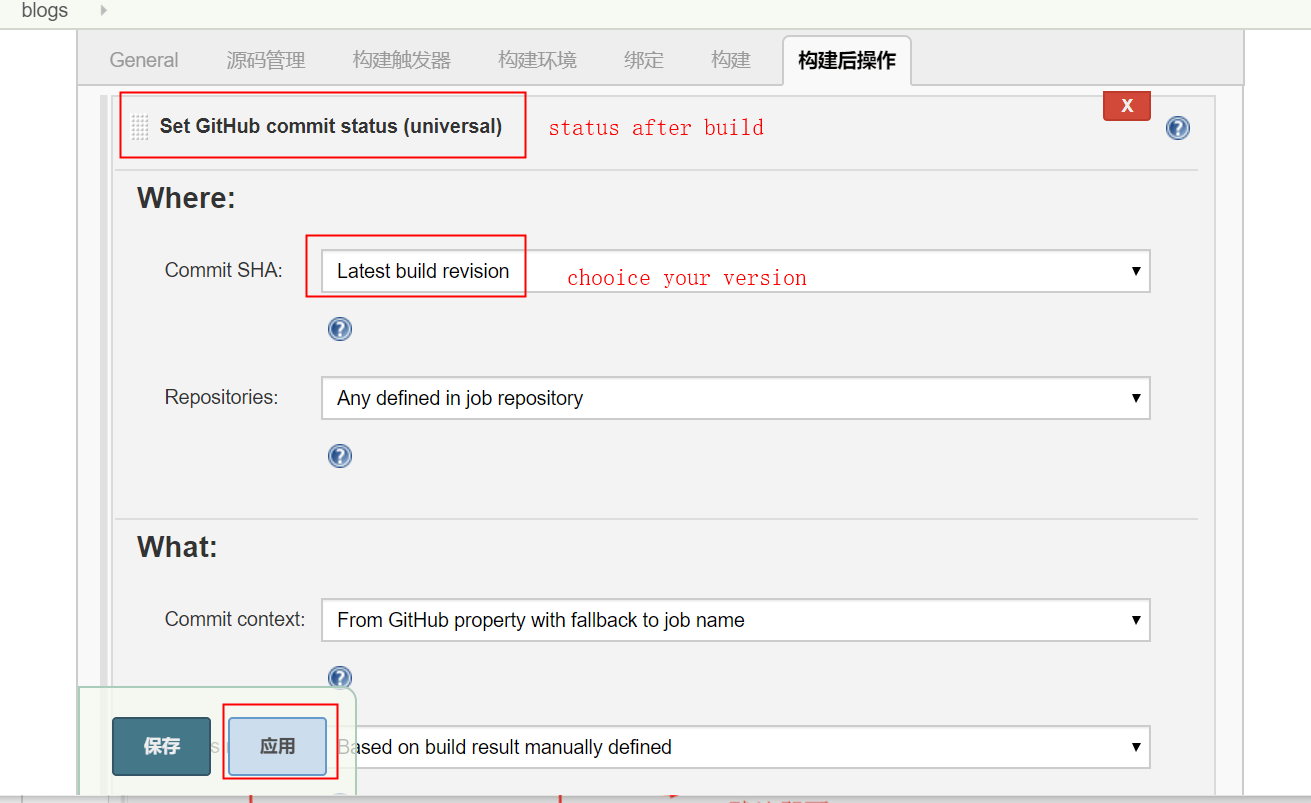 blogs
General 源码管理 构建触发器 构建环境 绑定 构建 构建后操作
Set GitHub commit status (universal) status after build X
Where:
Commit SHA: Latest build revision chooice your version
Repositories: Any defined in job repository
What:
Commit context: From GitHub property with fallback to job name
保存 应用 Based on build result manually defined